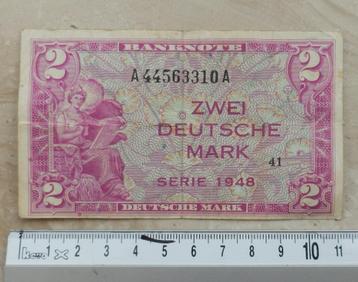 2 BANKNOTE 2
A44563310A
ZWEI
DEUTSCHE
MARK
41
SERIE 1948
2 DEUTSCHE MARK 2
1 2 3 4 5 6 7 8 9 10 11